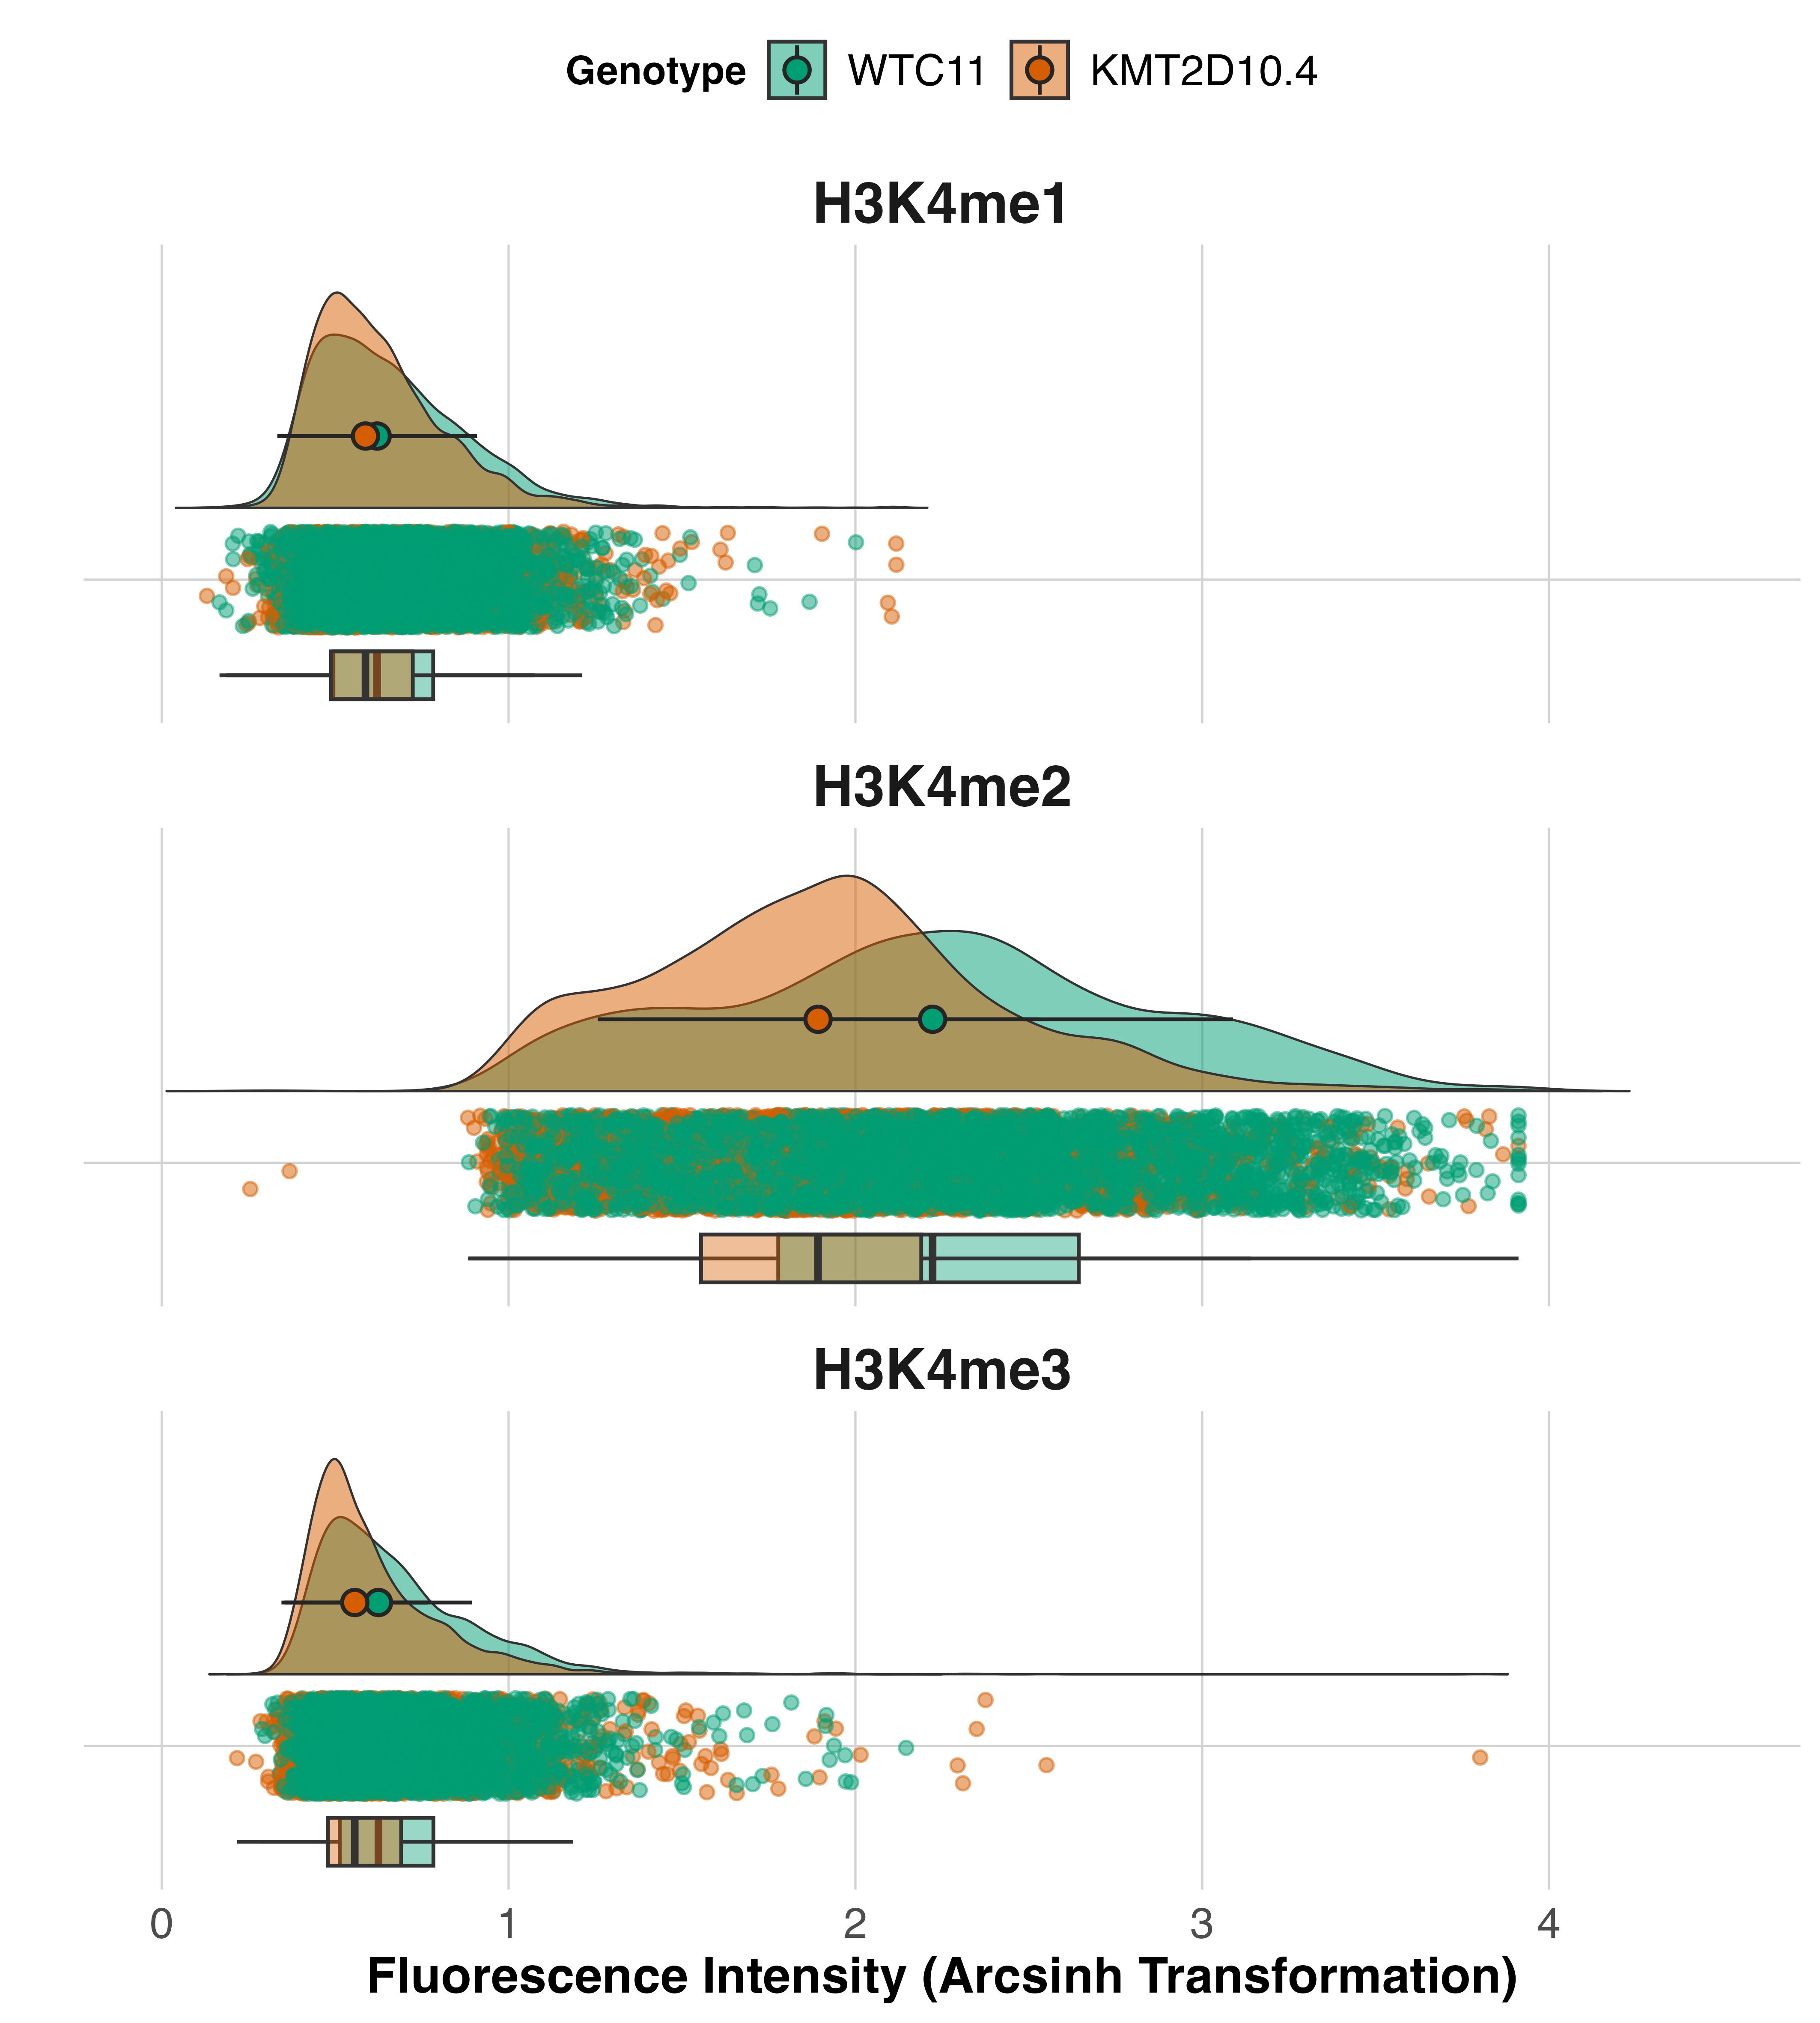 Genotype WTC11 KMT2D10.4
H3K4me1
H3K4me2
H3K4me3
0 1 2 3 4
Fluorescence Intensity (Arcsinh Transformation)